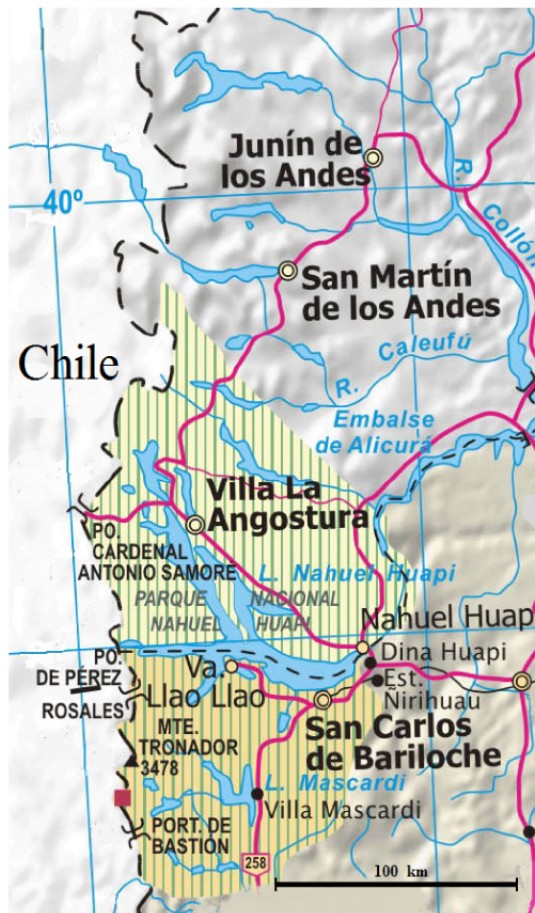 Junín de
los Andes
R.
Collón
40º
San Martín
de los Andes
Chile
R.
Caleufú
Embalse
de Alicurá
Villa La
Angostura
PO.
CARDENAL
ANTONIO SAMORE
L. Nahuel Huapi
PARQUE NACIONAL
NAHUEL HUAPI
Nahuel Huap
Dina Huapi
PO.
DE PÉREZ
ROSALES
Va.
Llao Llao
Est.
Ñirihuau
MTE.
TRONADOR
3478
San Carlos
de Bariloche
L. Mascardi
Villa Mascardi
PORT. DE
BASTIÓN
258
100 km